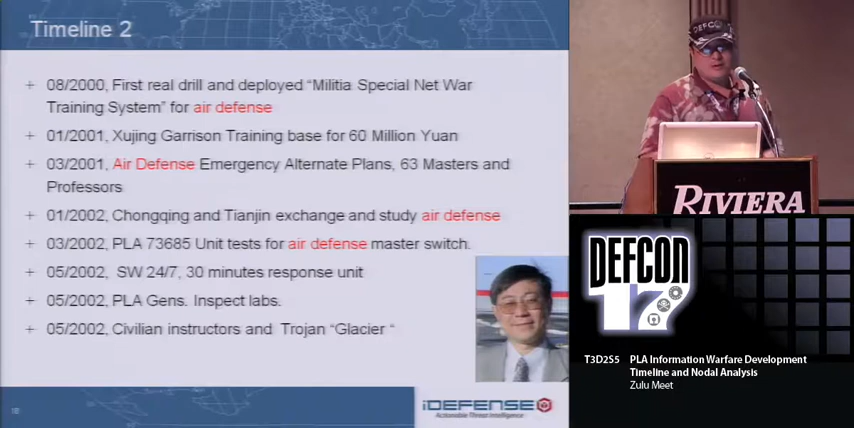 Timeline 2
+ 08/2000, First real drill and deployed “Militia Special Net War
Training System” for air defense
+ 01/2001, Xujing Garrison Training base for 60 Million Yuan
+ 03/2001, Air Defense Emergency Alternate Plans, 63 Masters and
Professors
+ 01/2002, Chongqing and Tianjin exchange and study air defense
+ 03/2002, PLA 73685 Unit tests for air defense master switch.
+ 05/2002, SW 24/7, 30 minutes response unit
+ 05/2002, PLA Gens. Inspect labs.
+ 05/2002, Civilian instructors and Trojan “Glacier “
18
iDEFENSE
Actionable Threat Intelligence
DEFCON
RIVIERA
DEFCON
17
T3D2S5 PLA Information Warfare Development
Timeline and Nodal Analysis
Zulu Meet